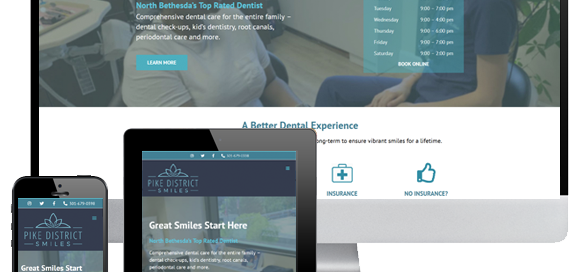 North Bethesda's Top Rated Dentist
Comprehensive dental care for the entire family –
dental check-ups, kid's dentistry, root canals,
periodontal care and more.
LEARN MORE
Tuesday 9:00 – 7:00 pm
Wednesday 9:00 – 4:00 pm
Thursday 9:00 – 6:00 pm
Friday 9:00 – 7:00 pm
Saturday 9:00 – 2:00 pm
BOOK ONLINE
A Better Dental Experience
ong-term to ensure vibrant smiles for a lifetime.
INSURANCE
NO INSURANCE?
301-679-0398
PIKE DISTRICT
SMILES
Great Smiles Start Here
North Bethesda's Top Rated Dentist
Comprehensive dental care for the entire family –
dental check-ups, kid's dentistry, root canals,
periodontal care and more.
301-679-0398
PIKE DISTRICT
SMILES
Great Smiles Start